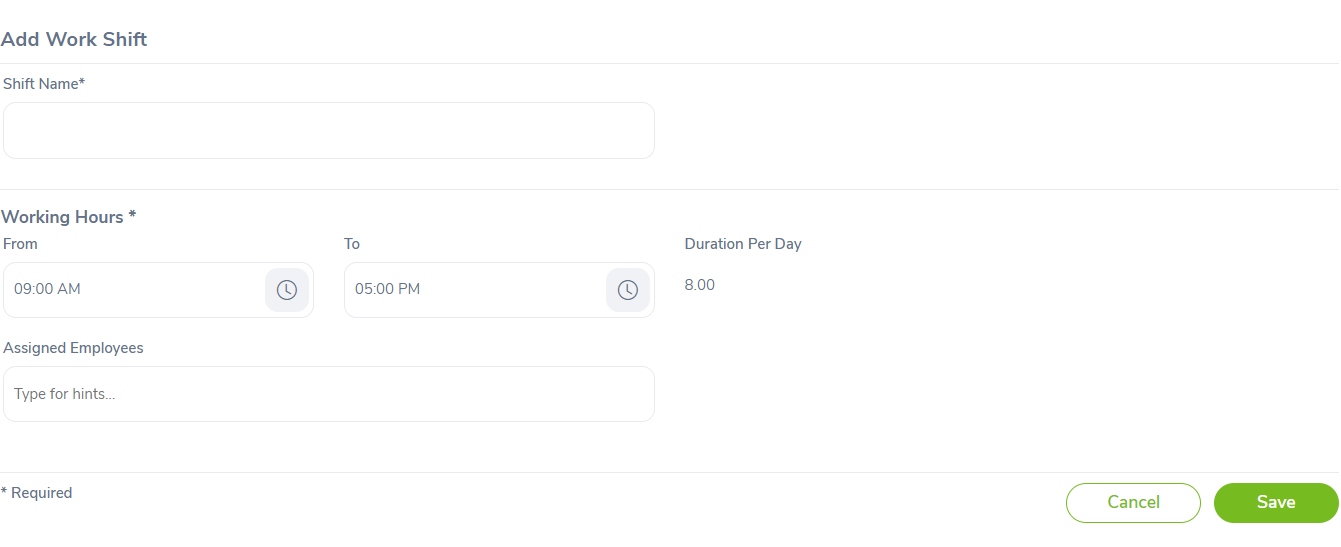 Add Work Shift
Shift Name*
Working Hours *
From To Duration Per Day
09:00 AM 05:00 PM 8.00
Assigned Employees
Type for hints...
* Required Cancel Save